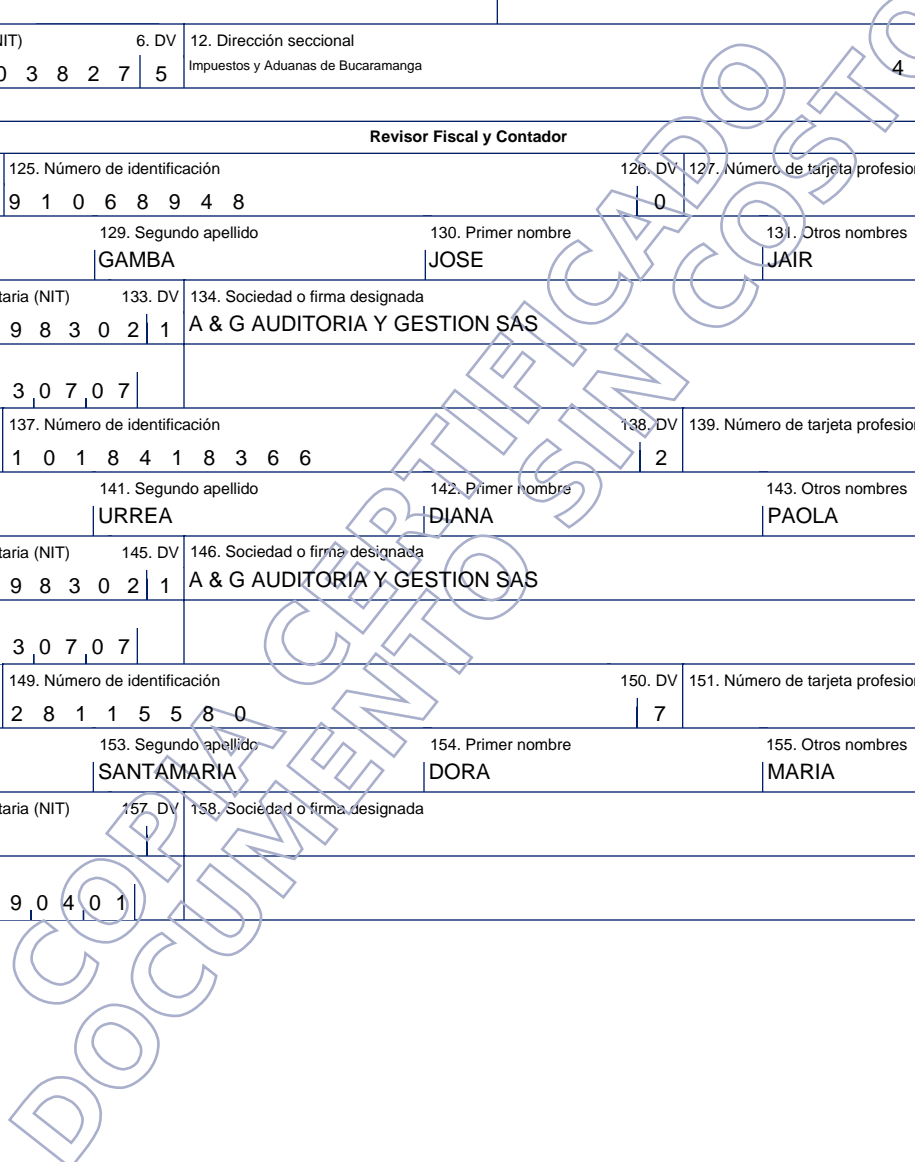 IT) 6. DV 12. Dirección seccional
0 3 8 2 7 5 Impuestos y Aduanas de Bucaramanga 4
Revisor Fiscal y Contador
125. Número de identificación 126. DV 127. Número de tarjeta profesion
9 1 0 6 8 9 4 8 0
129. Segundo apellido 130. Primer nombre 131. Otros nombres
GAMBA JOSE JAIR
taria (NIT) 133. DV 134. Sociedad o firma designada
9 8 3 0 2 1 A & G AUDITORIA Y GESTION SAS
3 0 7 0 7
137. Número de identificación 138. DV 139. Número de tarjeta profesion
1 0 1 8 4 1 8 3 6 6 2
141. Segundo apellido 142. Primer nombre 143. Otros nombres
URREA DIANA PAOLA
taria (NIT) 145. DV 146. Sociedad o firma designada
9 8 3 0 2 1 A & G AUDITORIA Y GESTION SAS
3 0 7 0 7
149. Número de identificación 150. DV 151. Número de tarjeta profesion
2 8 1 1 5 5 8 0 7
153. Segundo apellido 154. Primer nombre 155. Otros nombres
SANTAMARIA DORA MARIA
taria (NIT) 157. DV 158. Sociedad o firma designada
9 0 4 0 1
COPIA CERTIFICADO
DOCUMENTO SIN COSTO